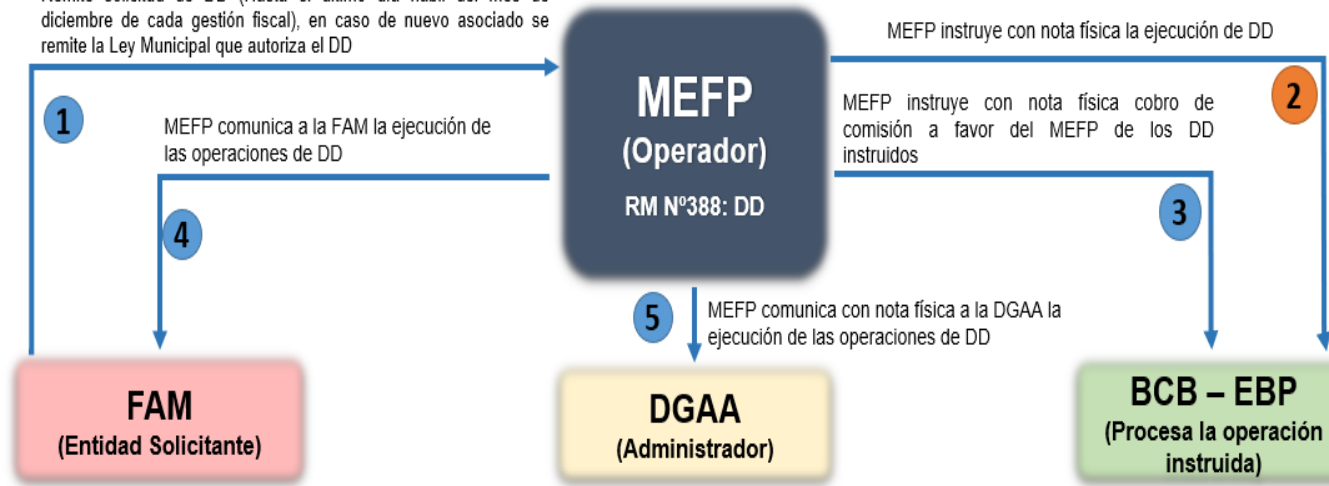 diciembre de cada gestión fiscal), en caso de nuevo asociado se
remite la Ley Municipal que autoriza el DD
1
MEFP comunica a la FAM la ejecución de
las operaciones de DD
4
MEFP
(Operador)
RM Nº388: DD
MEFP instruye con nota física la ejecución de DD
2
MEFP instruye con nota física cobro de
comisión a favor del MEFP de los DD
instruidos
3
5
MEFP comunica con nota física a la DGAA la
ejecución de las operaciones de DD
FAM
(Entidad Solicitante)
DGAA
(Administrador)
BCB – EBP
(Procesa la operación
instruida)